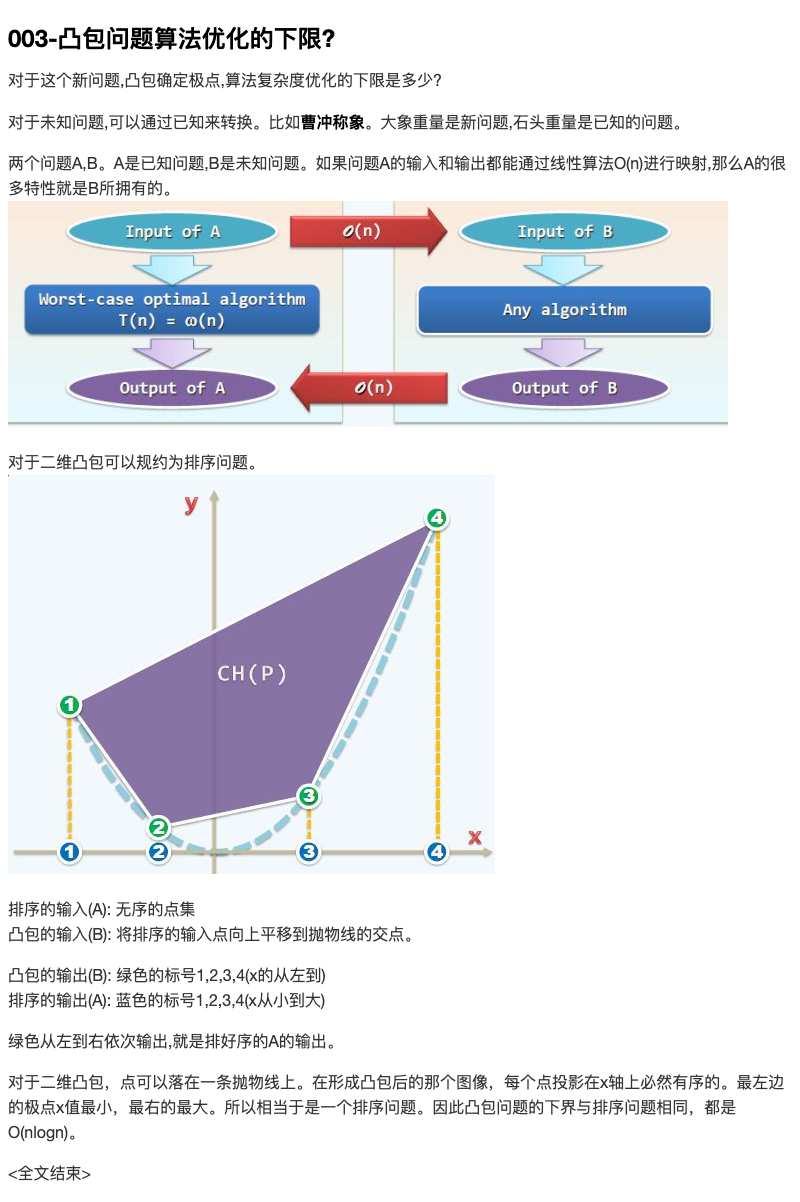 003-凸包问题算法优化的下限?
对于这个新问题,凸包确定极点,算法复杂度优化的下限是多少?
对于未知问题,可以通过已知来转换。比如曹冲称象。大象重量是新问题,石头重量是已知的问题。
两个问题A,B。A是已知问题,B是未知问题。如果问题A的输入和输出都能通过线性算法O(n)进行映射,那么A的很
多特性就是B所拥有的。
Input of A
O(n)
Input of B
Worst-case optimal algorithm
T(n) = ω(n)
Any algorithm
Output of A
O(n)
Output of B
对于二维凸包可以规约为排序问题。
y
4
CH(P)
1
3
2
x
1
2
3
4
排序的输入(A): 无序的点集
凸包的输入(B): 将排序的输入点向上平移到抛物线的交点。
凸包的输出(B): 绿色的标号1,2,3,4(x的从左到)
排序的输出(A): 蓝色的标号1,2,3,4(x从小到大)
绿色从左到右依次输出,就是排好序的A的输出。
对于二维凸包，点可以落在一条抛物线上。在形成凸包后的那个图像，每个点投影在x轴上必然有序的。最左边
的极点x值最小，最右的最大。所以相当于是一个排序问题。因此凸包问题的下界与排序问题相同，都是
O(nlogn)。
<全文结束>